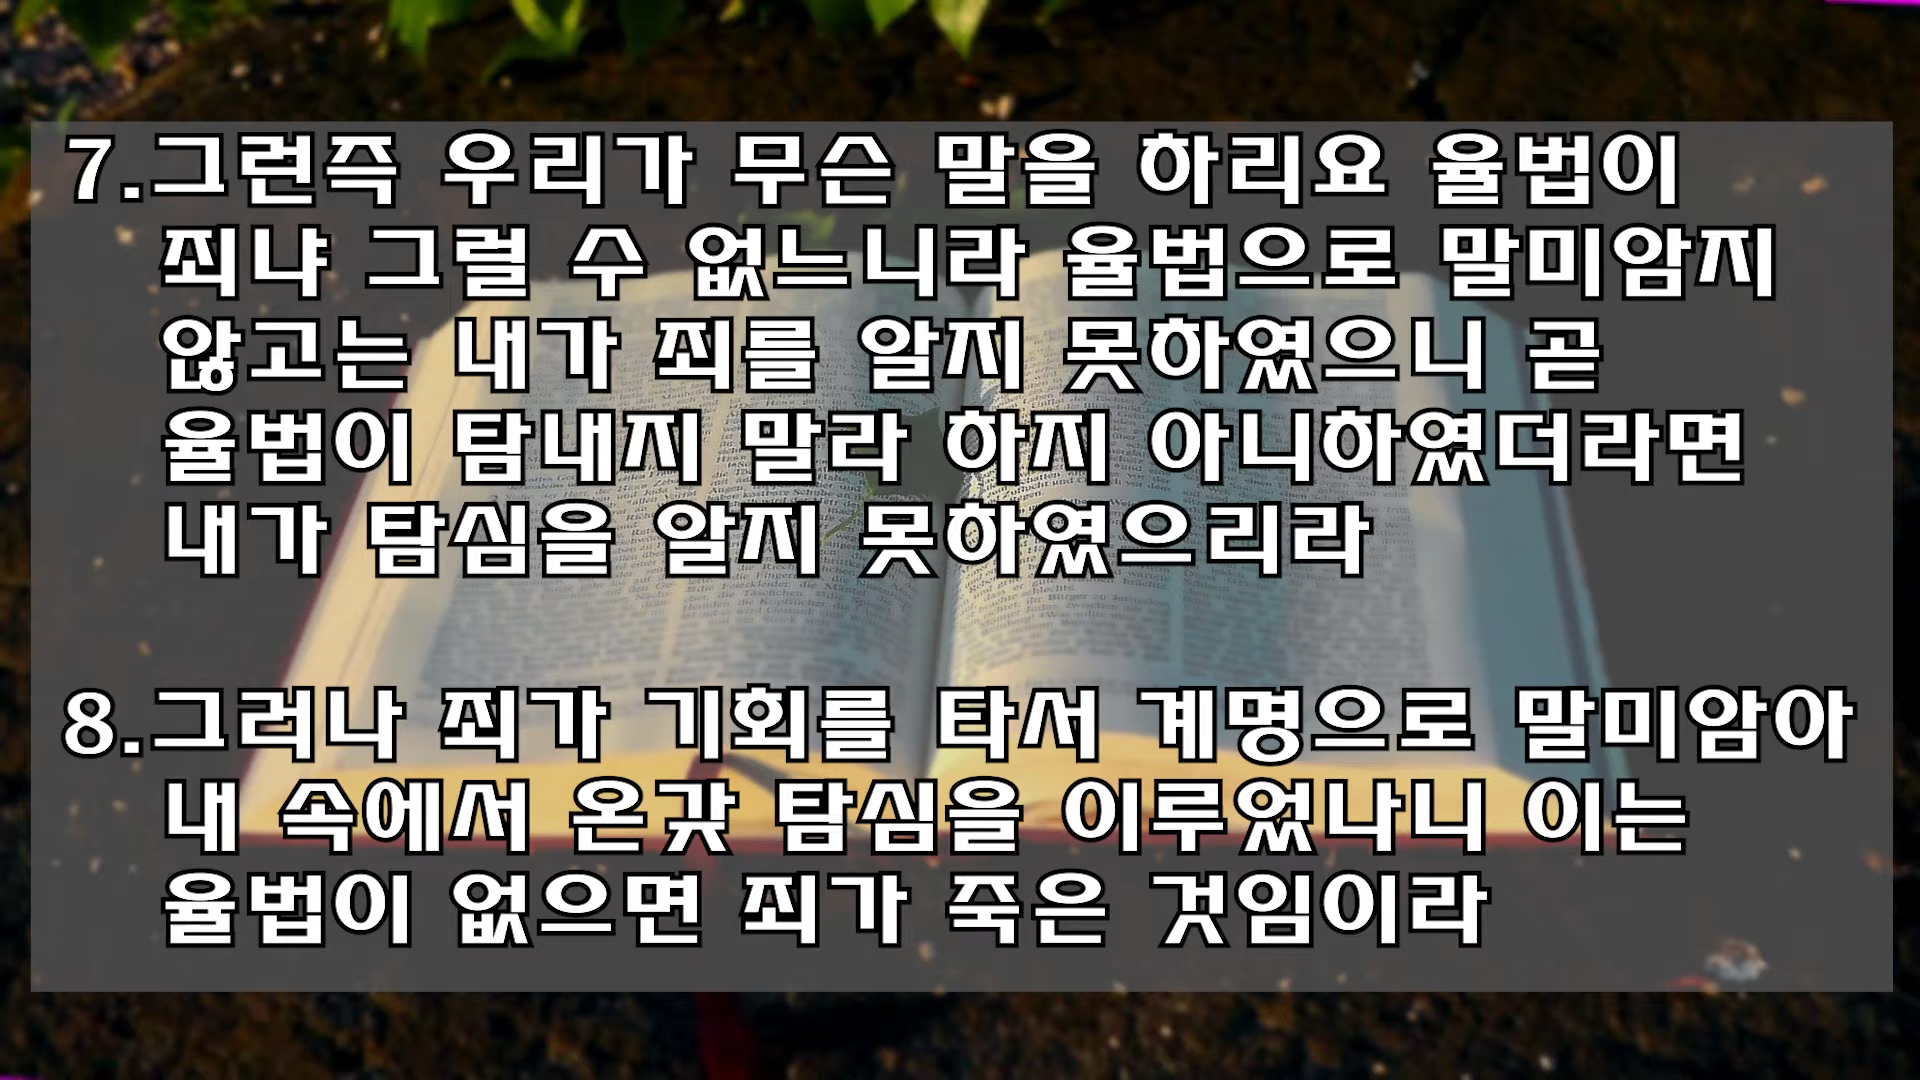 7.그런즉 우리가 무슨 말을 하리요 율법이
죄냐 그럴 수 없느니라 율법으로 말미암지
않고는 내가 죄를 알지 못하였으니 곧
율법이 탐내지 말라 하지 아니하였더라면
내가 탐심을 알지 못하였으리라
8.그러나 죄가 기회를 타서 계명으로 말미암아
내 속에서 온갖 탐심을 이루었나니 이는
율법이 없으면 죄가 죽은 것임이라